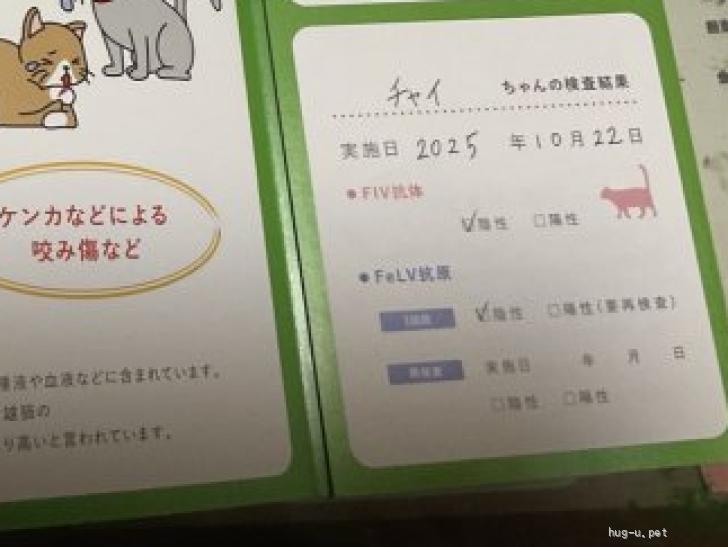 ケンカなどによる
咬み傷など
液や血液などに含まれています。
雄猫の
り高いと言われています。
チャイ ちゃんの検査結果
実施日 2025 年10月22日
●FIV抗体
☑陰性 □陽性
●FeLV抗原
☑陰性 □陽性(要再検査)
再検査 実施日 年 月 日
□陰性 □陽性
hug-u.pet